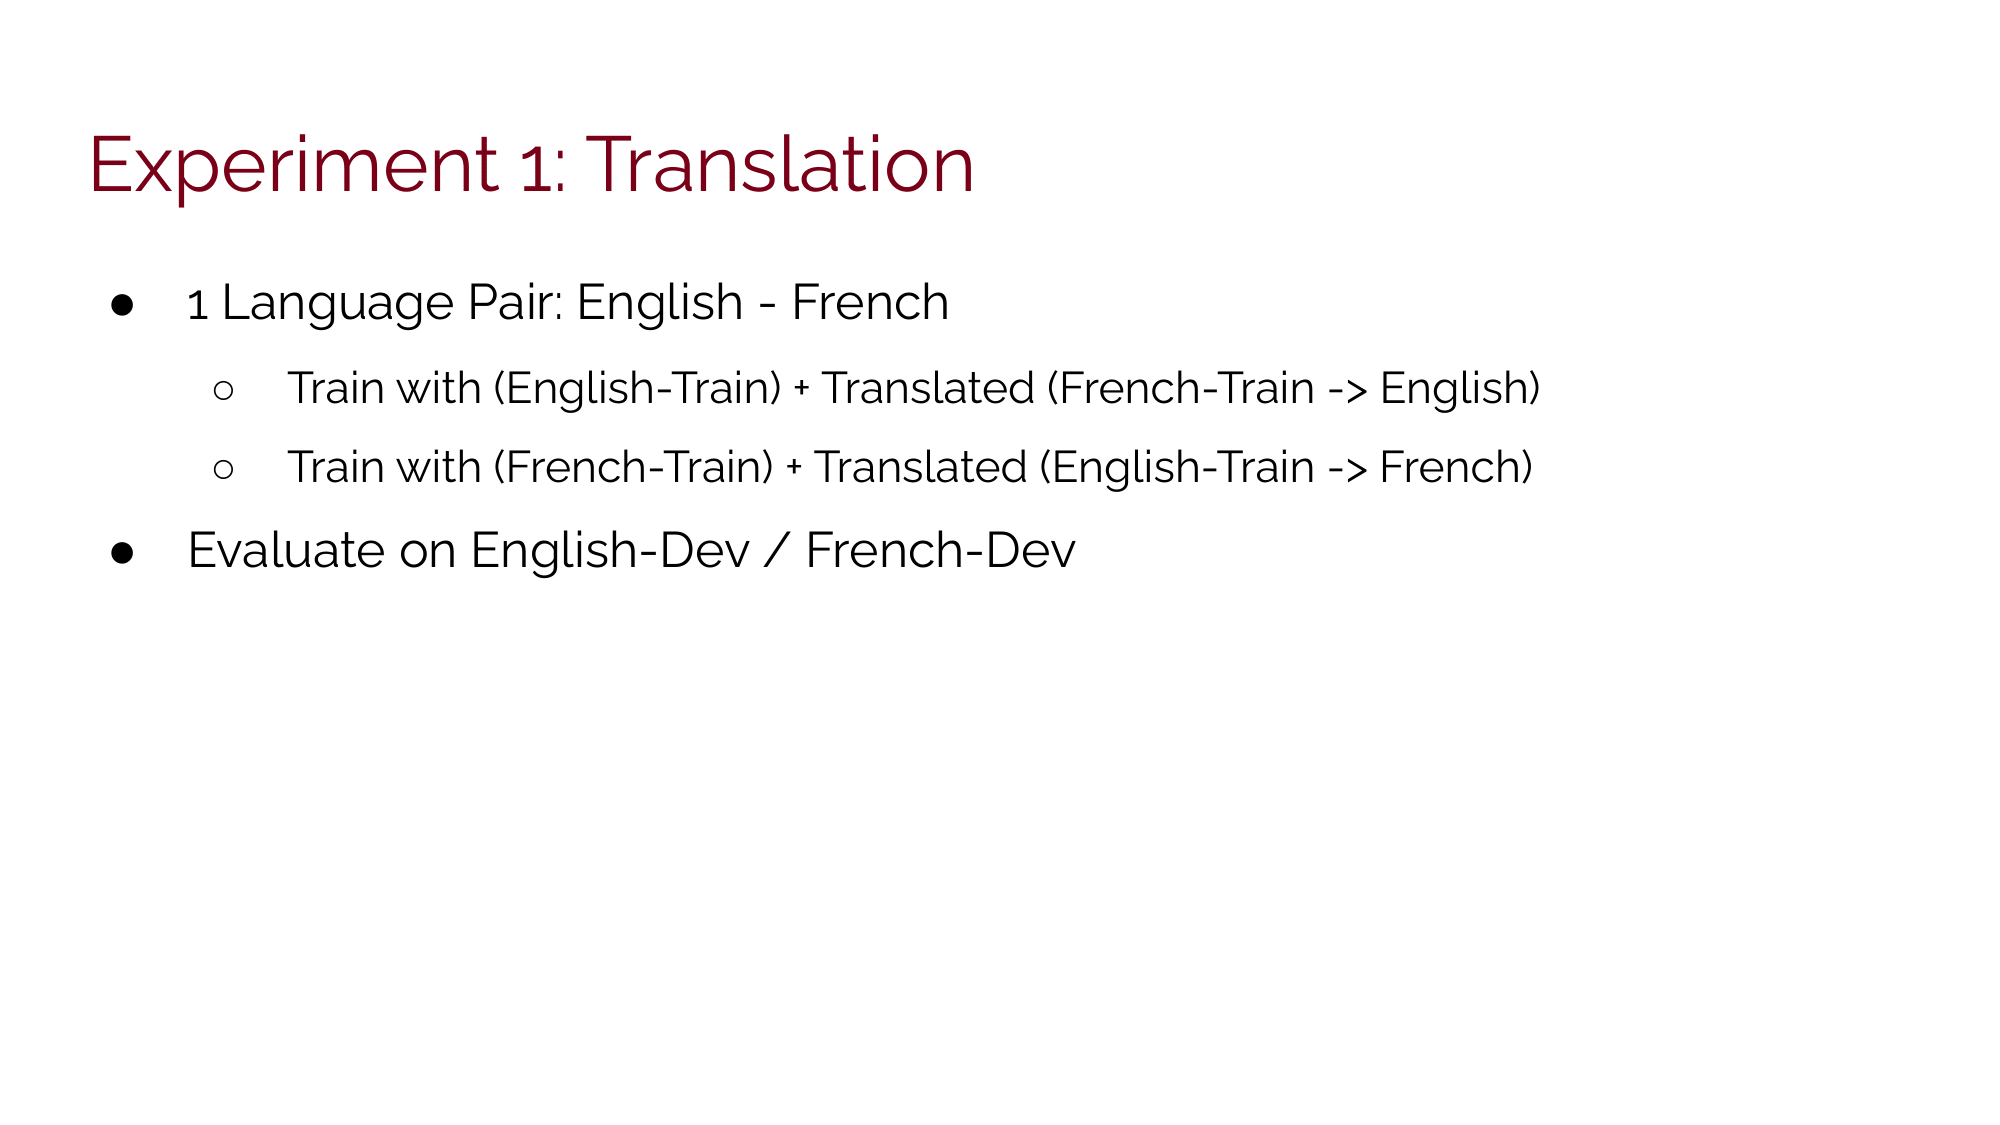 Experiment 1: Translation
● 1 Language Pair: English - French
○ Train with (English-Train) + Translated (French-Train -> English)
○ Train with (French-Train) + Translated (English-Train -> French)
● Evaluate on English-Dev / French-Dev